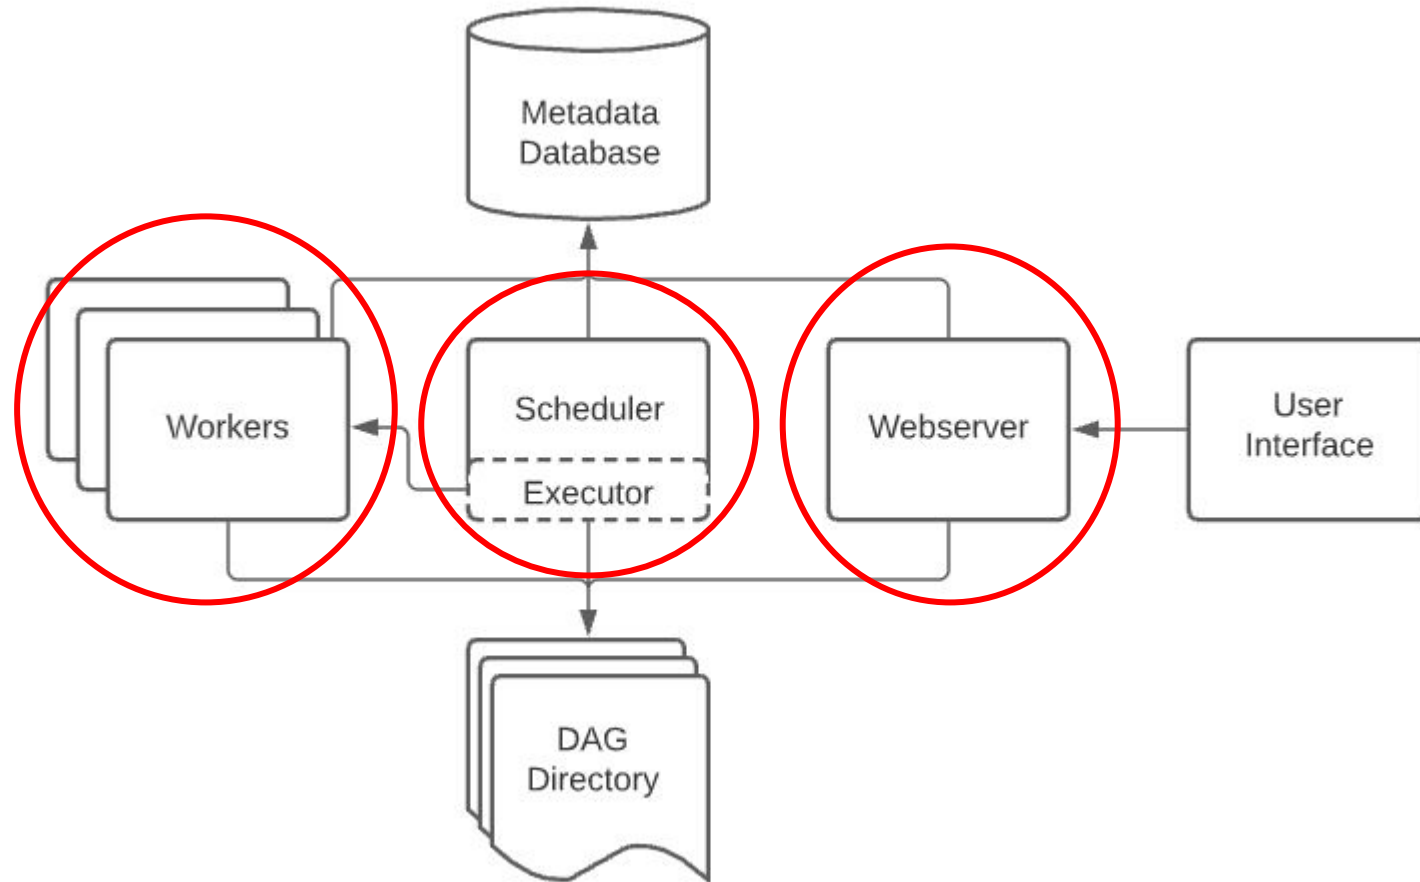 Metadata
Database
Workers
Scheduler
Executor
Webserver
User
Interface
DAG
Directory